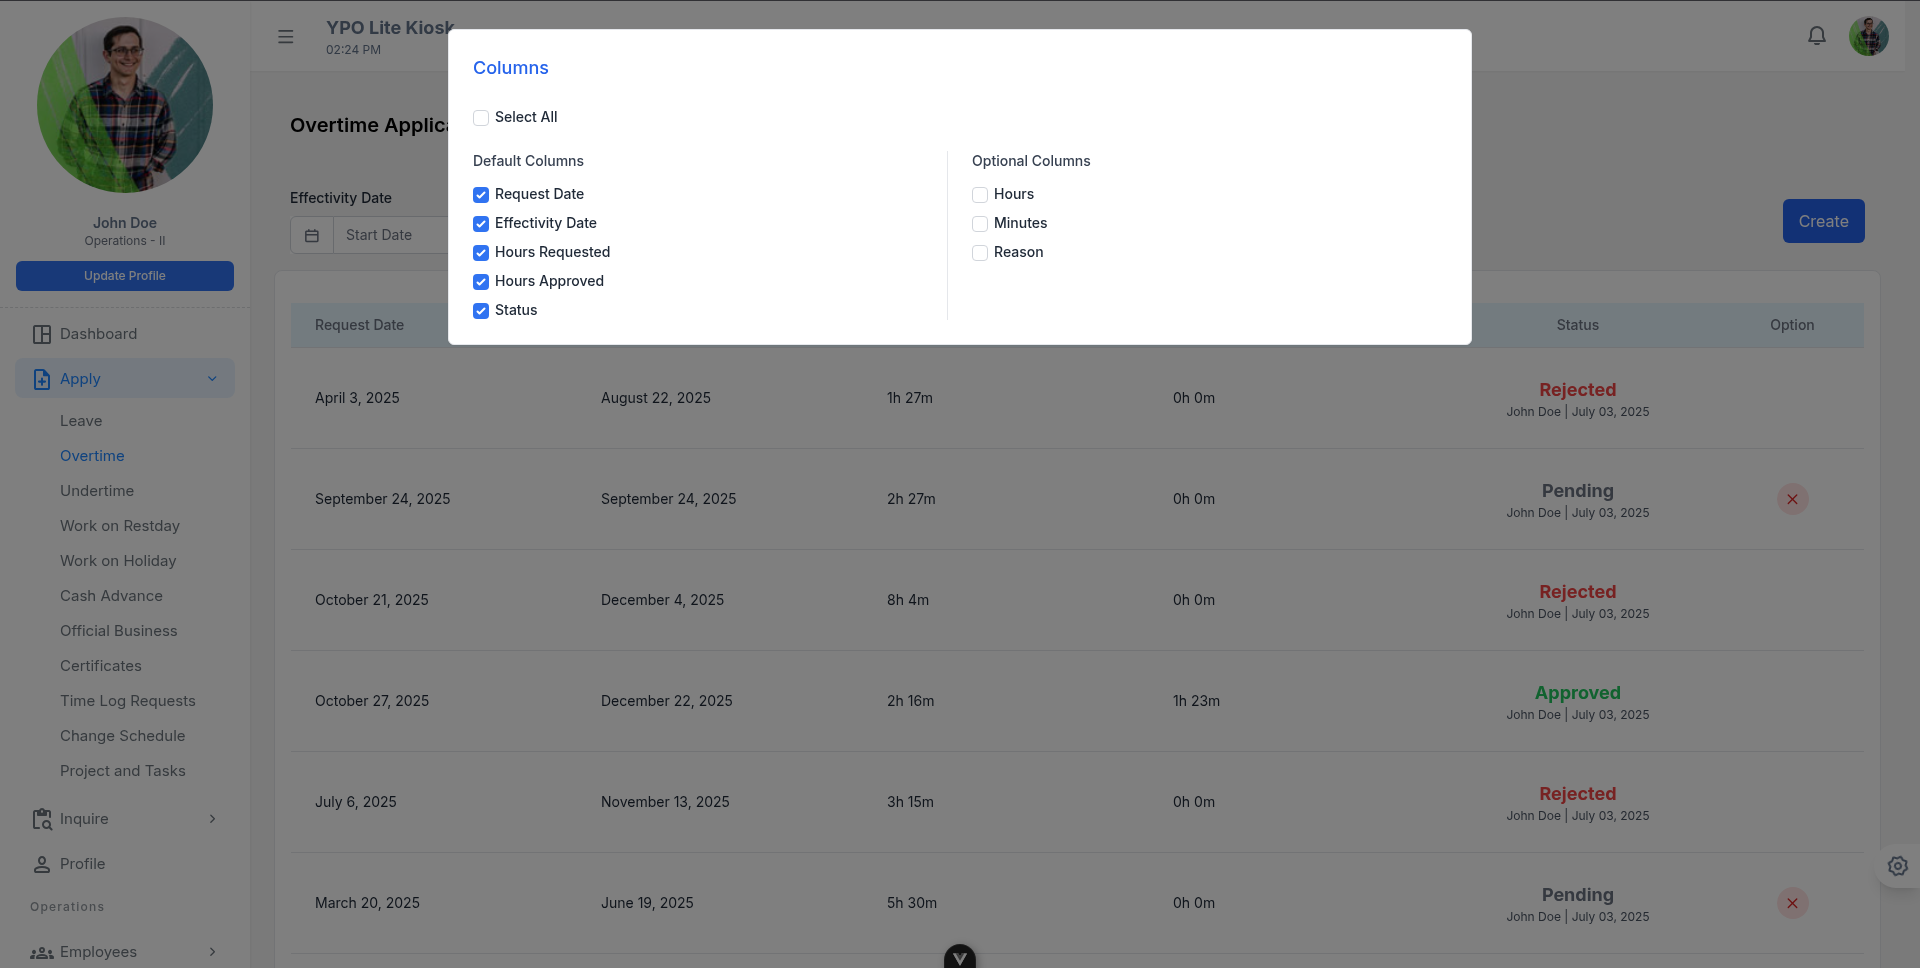 YPO Lite Kiosk
02:24 PM
John Doe
Operations - II
Update Profile
Dashboard
Apply
Leave
Overtime
Undertime
Work on Restday
Work on Holiday
Cash Advance
Official Business
Certificates
Time Log Requests
Change Schedule
Project and Tasks
Inquire
Profile
Operations
Employees
Overtime
Effectivity Date
Start Date
Create
Columns
Select All
Default Columns
Request Date
Effectivity Date
Hours Requested
Hours Approved
Status
Optional Columns
Hours
Minutes
Reason
Request Date Status Option
April 3, 2025 August 22, 2025 1h 27m 0h 0m Rejected
John Doe | July 03, 2025
September 24, 2025 September 24, 2025 2h 27m 0h 0m Pending
John Doe | July 03, 2025
October 21, 2025 December 4, 2025 8h 4m 0h 0m Rejected
John Doe | July 03, 2025
October 27, 2025 December 22, 2025 2h 16m 1h 23m Approved
John Doe | July 03, 2025
July 6, 2025 November 13, 2025 3h 15m 0h 0m Rejected
John Doe | July 03, 2025
March 20, 2025 June 19, 2025 5h 30m 0h 0m Pending
John Doe | July 03, 2025